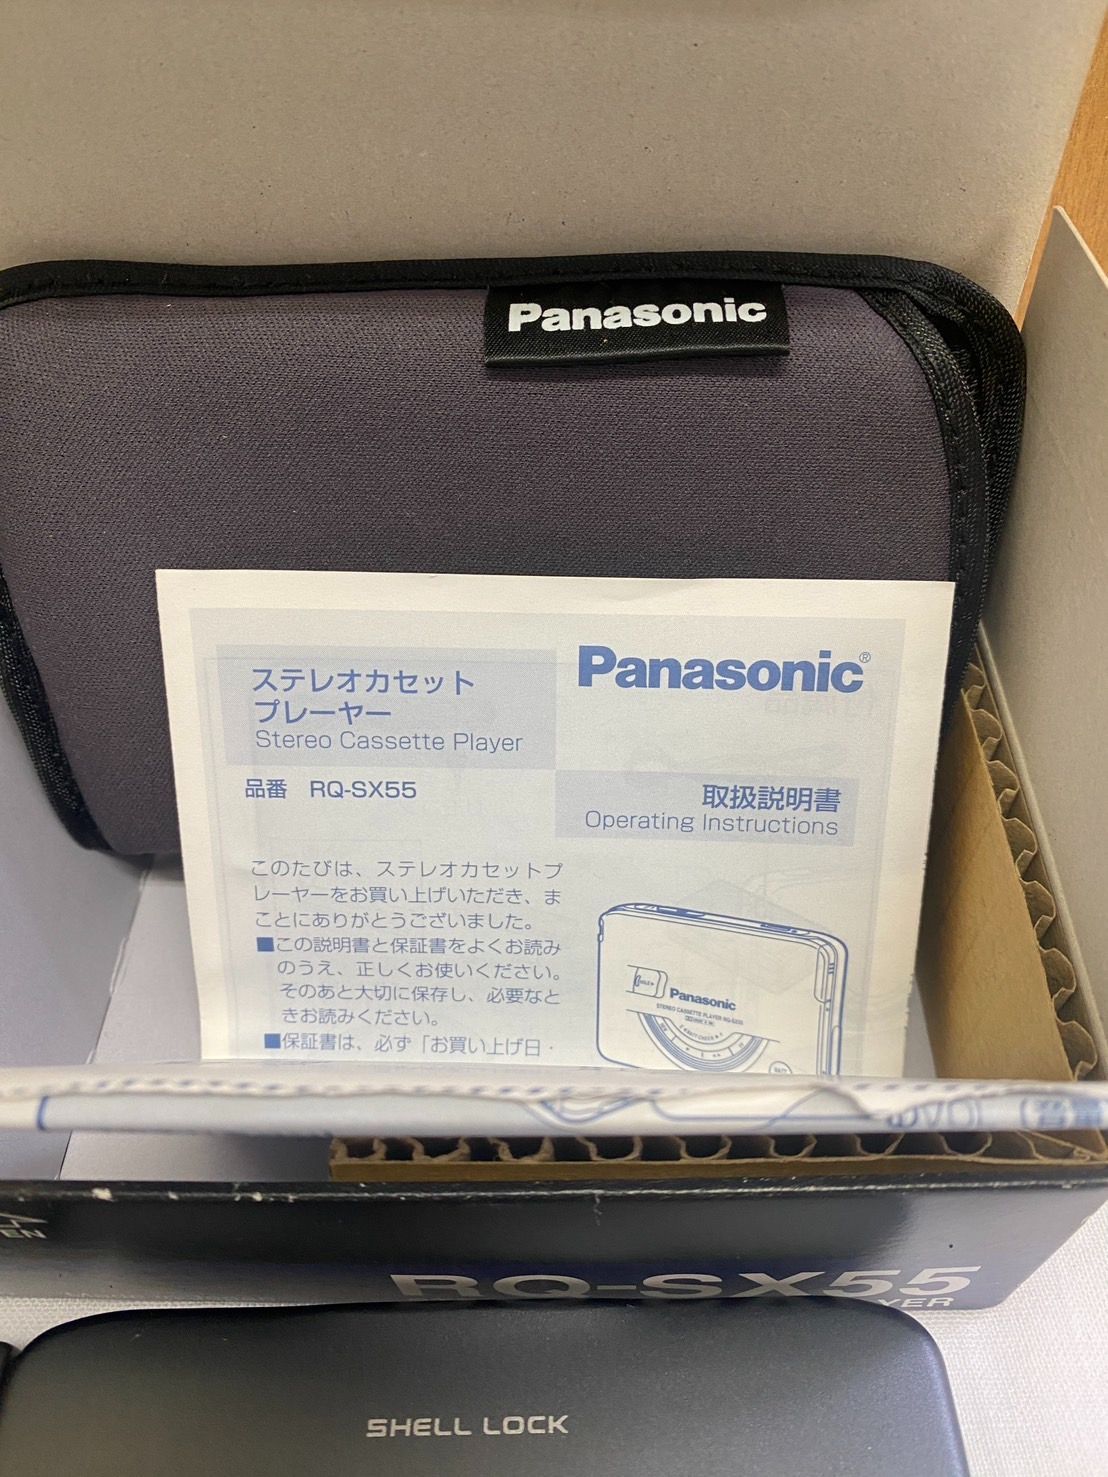 Panasonic
ステレオカセット
プレーヤー
Stereo Cassette Player
Panasonic®
品番 RQ-SX55
取扱説明書
Operating Instructions
このたびは、ステレオカセットプ
レーヤーをお買い上げいただき、ま
ことにありがとうございました。
■この説明書と保証書をよくお読み
のうえ、正しくお使いください。
そのあと大切に保存し、必要なと
きお読みください。
■保証書は、必ず「お買い上げ日・
Panasonic
STEREO CASSETTE PLAYER RQ-SX55
RQ-SX55
SHELL LOCK